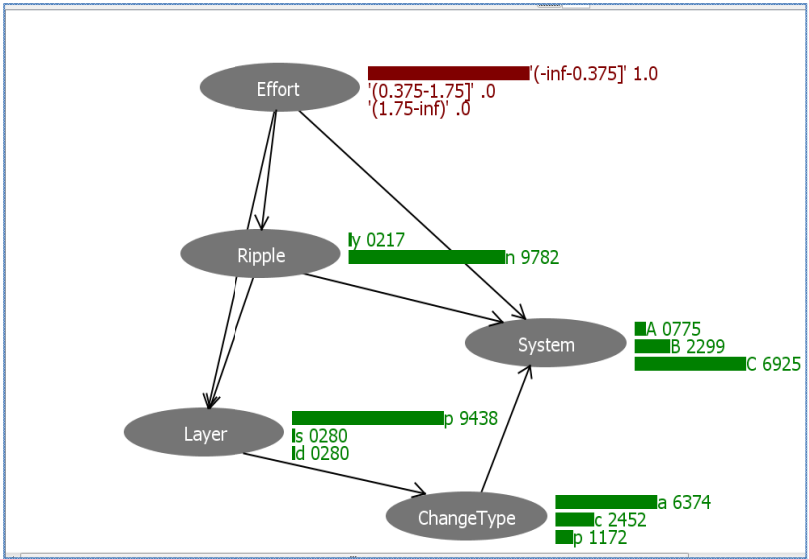 Effort
'(-inf-0.375]' 1.0
'(0.375-1.75]' .0
'(1.75-inf)' .0
Ripple
y 0217
n 9782
System
A 0775
B 2299
C 6925
Layer
p 9438
s 0280
d 0280
ChangeType
a 6374
c 2452
p 1172